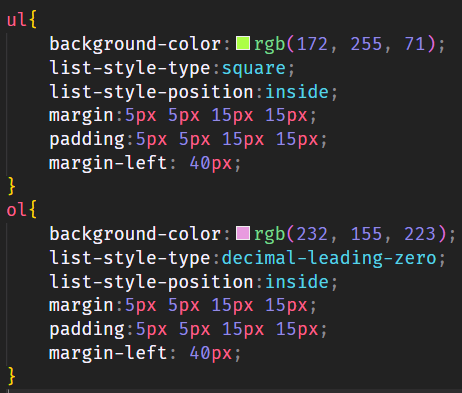 ul{
    background-color:rgb(172, 255, 71);
    list-style-type:square;
    list-style-position:inside;
    margin:5px 5px 15px 15px;
    padding:5px 5px 15px 15px;
    margin-left: 40px;
}
ol{
    background-color:rgb(232, 155, 223);
    list-style-type:decimal-leading-zero;
    list-style-position:inside;
    margin:5px 5px 15px 15px;
    padding:5px 5px 15px 15px;
    margin-left: 40px;
}